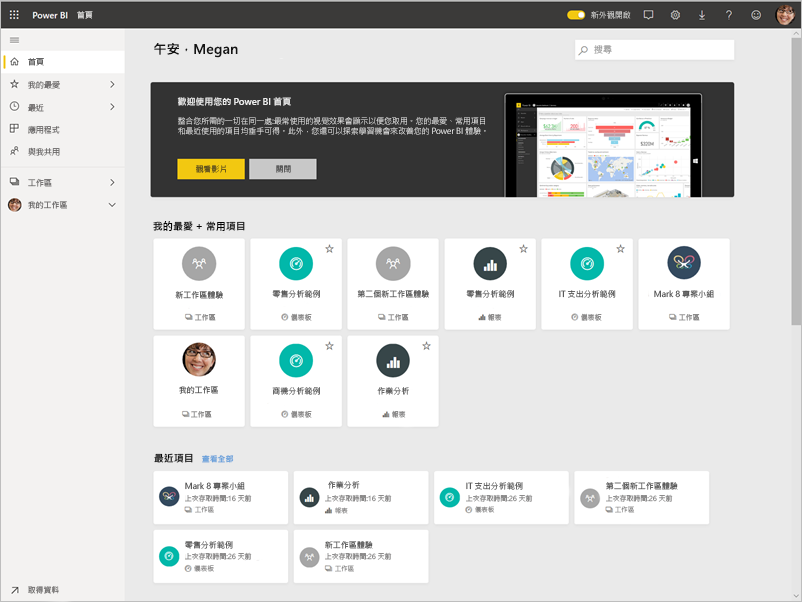 Power BI 首頁 新外觀開啟
首頁
我的最愛
最近
應用程式
與我共用
工作區
我的工作區
取得資料
午安，Megan
搜尋
歡迎使用您的 Power BI 首頁
整合您所需的一切在同一處:最常使用的視覺效果會顯示以便您取用。您的最愛、常用項目
和最近使用的項目均垂手可得。此外，您還可以探索學習機會來改善您的 Power BI 體驗。
觀看影片 關閉
我的最愛 + 常用項目
新工作區體驗 零售分析範例 第二個新工作區體驗 零售分析範例 IT 支出分析範例 Mark 8 專案小組
工作區 儀表板 工作區 報表 儀表板 工作區
我的工作區 商機分析範例 作業分析
工作區 儀表板 報表
最近項目 查看全部
Mark 8 專案小組 作業分析 IT 支出分析範例 第二個新工作區體驗
上次存取時間:16 天前 上次存取時間:16 天前 上次存取時間:26 天前 上次存取時間:26 天前
工作區 報表 儀表板 工作區
零售分析範例 新工作區體驗
上次存取時間:26 天前 上次存取時間:26 天前
儀表板 工作區